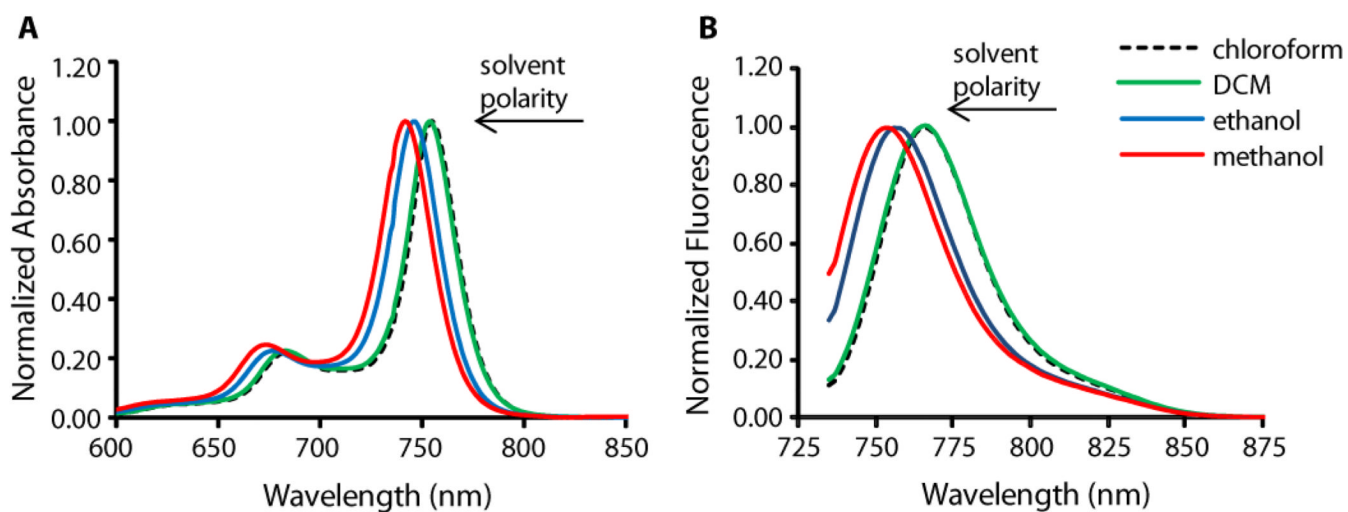 A
solvent
polarity
Normalized Absorbance
1.20
1.00
0.80
0.60
0.40
0.20
0.00
600 650 700 750 800 850
Wavelength (nm)
B
solvent
polarity
Normalized Fluorescence
1.20
1.00
0.80
0.60
0.40
0.20
0.00
725 750 775 800 825 850 875
Wavelength (nm)
chloroform
DCM
ethanol
methanol